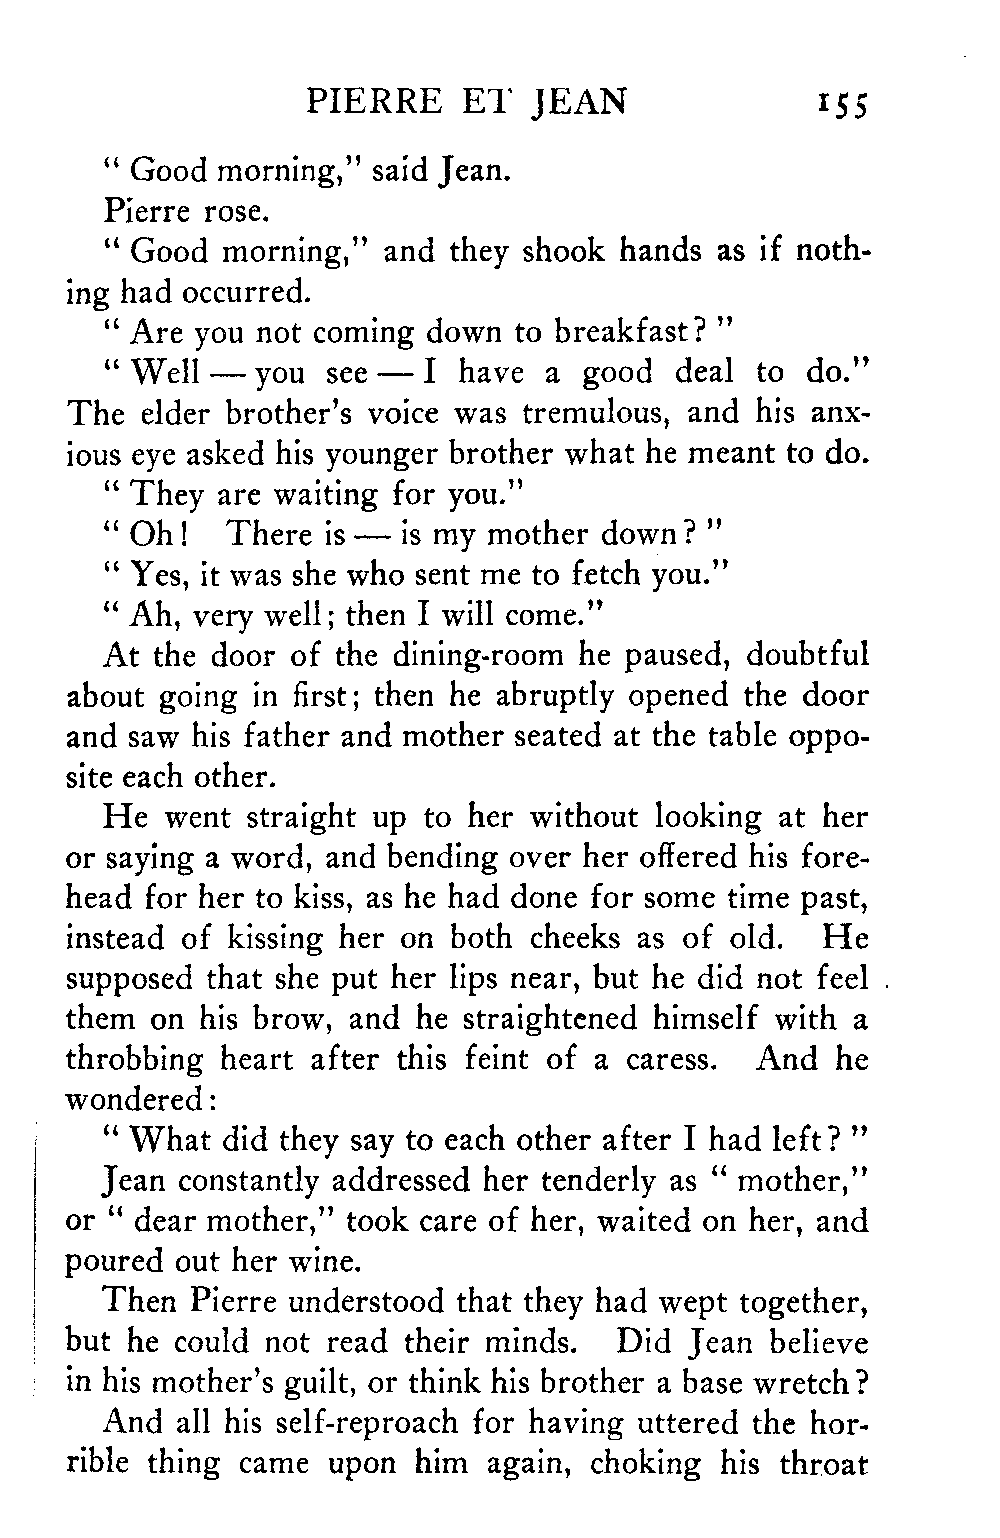 PIERRE ET JEAN 155
“ Good morning,” said Jean.
Pierre rose.
“ Good morning,” and they shook hands as if noth-
ing had occurred.
“ Are you not coming down to breakfast? ”
“ Well — you see — I have a good deal to do.”
The elder brother's voice was tremulous, and his anx-
ious eye asked his younger brother what he meant to do.
“ They are waiting for you.”
“ Oh! There is — is my mother down? ”
“ Yes, it was she who sent me to fetch you.”
“ Ah, very well; then I will come.”
At the door of the dining-room he paused, doubtful
about going in first; then he abruptly opened the door
and saw his father and mother seated at the table oppo-
site each other.
He went straight up to her without looking at her
or saying a word, and bending over her offered his fore-
head for her to kiss, as he had done for some time past,
instead of kissing her on both cheeks as of old. He
supposed that she put her lips near, but he did not feel
them on his brow, and he straightened himself with a
throbbing heart after this feint of a caress. And he
wondered:
“ What did they say to each other after I had left? ”
Jean constantly addressed her tenderly as “ mother,”
or “ dear mother,” took care of her, waited on her, and
poured out her wine.
Then Pierre understood that they had wept together,
but he could not read their minds. Did Jean believe
in his mother's guilt, or think his brother a base wretch?
And all his self-reproach for having uttered the hor-
rible thing came upon him again, choking his throat